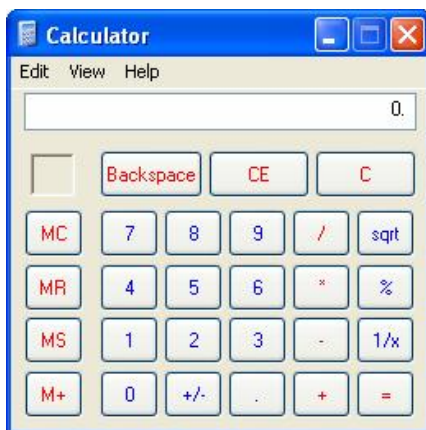 Calculator
Edit View Help
0.
Backspace CE C
MC 7 8 9 / sqrt
MR 4 5 6 * %
MS 1 2 3 - 1/x
M+ 0 +/- . + =